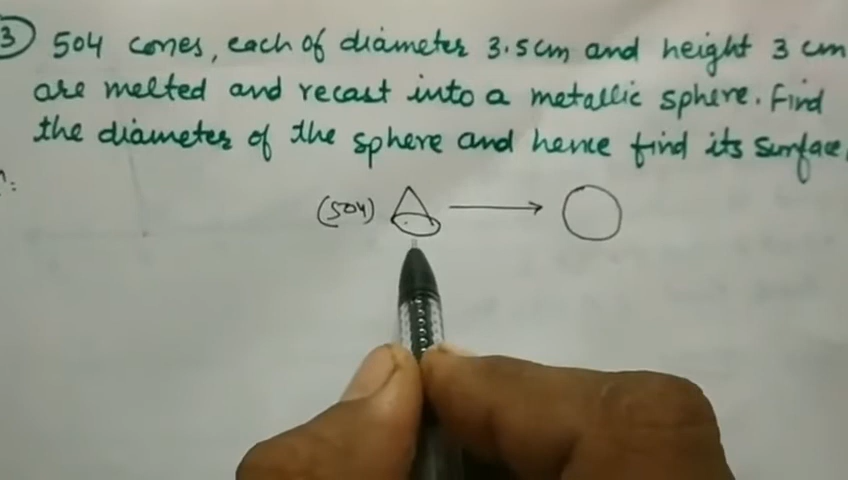 3 504 cones, each of diameter 3.5cm and height 3 cm
are melted and recast into a metallic sphere. Find
the diameter of the sphere and hence find its surface
(504)